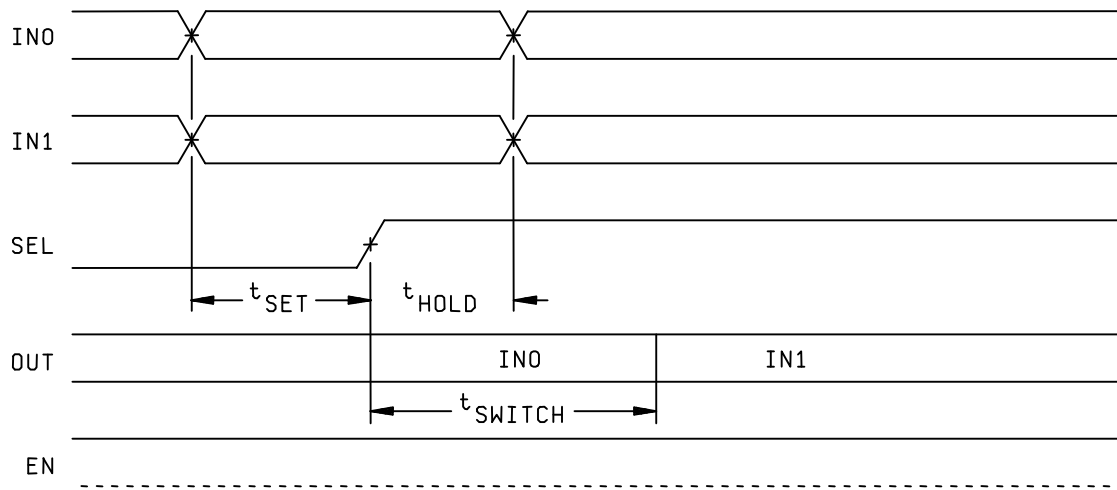 IN0
IN1
SEL
tSET
tHOLD
OUT
IN0
IN1
tSWITCH
EN